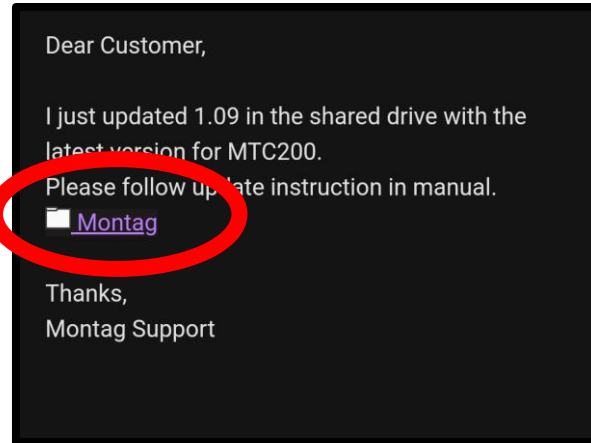 Dear Customer,
I just updated 1.09 in the shared drive with the
latest version for MTC200.
Please follow update instruction in manual.
Montag
Thanks,
Montag Support